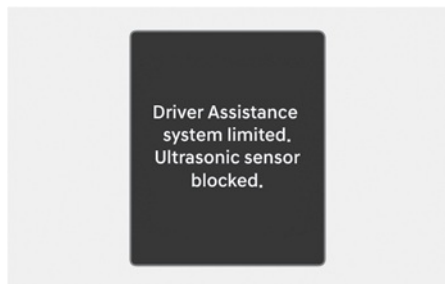 Driver Assistance
system limited.
Ultrasonic sensor
blocked.